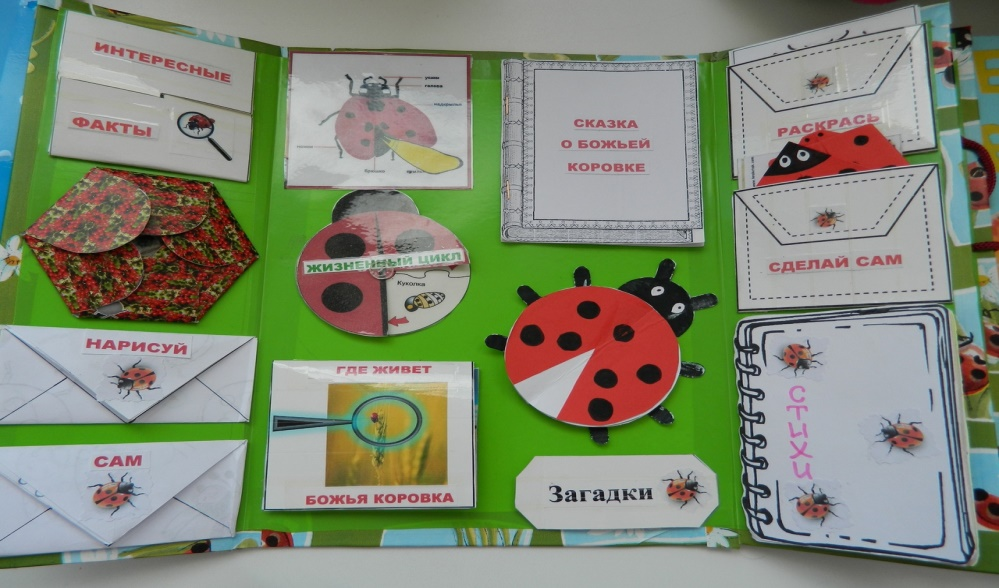 ИНТЕРЕСНЫЕ
ФАКТЫ
НАРИСУЙ
САМ
ЖИЗНЕННЫЙ ЦИКЛ
Куколка
ГДЕ ЖИВЕТ
БОЖЬЯ КОРОВКА
СКАЗКА
О БОЖЬЕЙ
КОРОВКЕ
Загадки
РАСКРАСЬ
СДЕЛАЙ САМ
СТИХИ